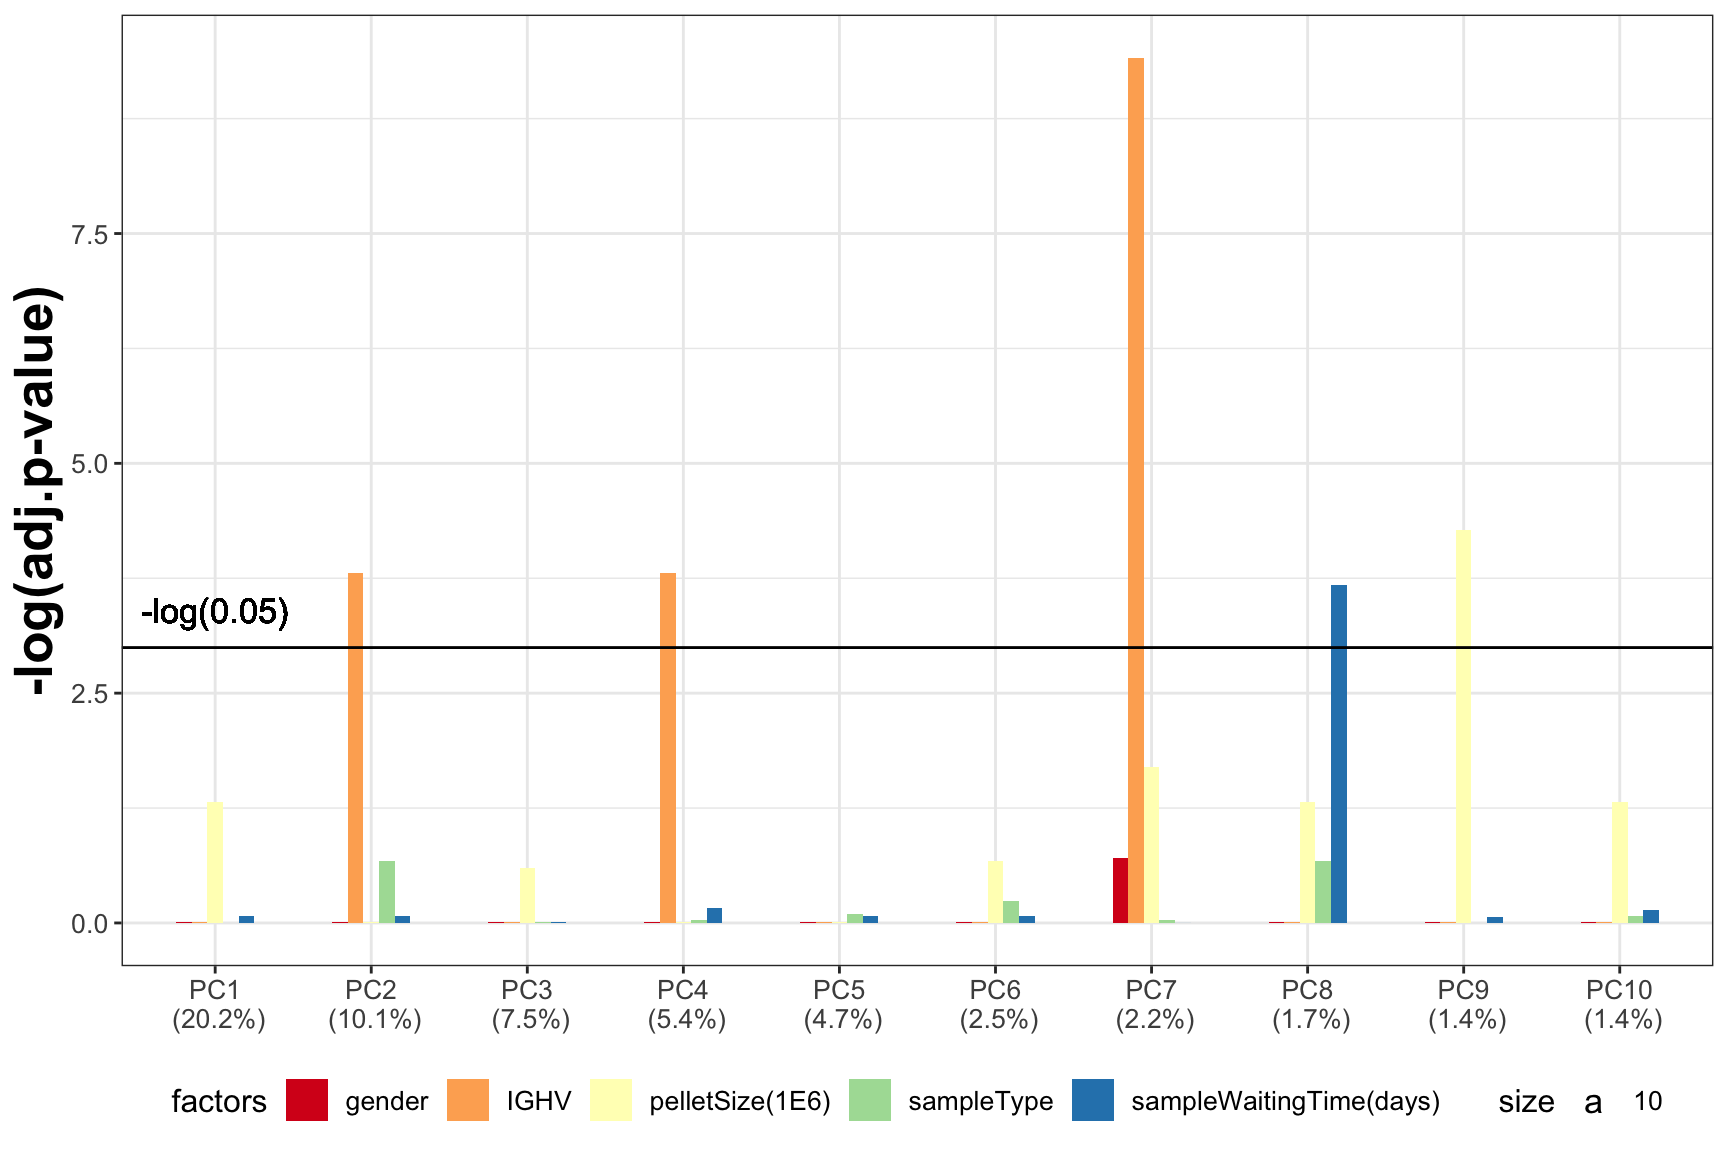 -log(adj.p-value)
7.5
5.0
2.5
0.0
-log(0.05)
PC1 PC2 PC3 PC4 PC5 PC6 PC7 PC8 PC9 PC10
(20.2%) (10.1%) (7.5%) (5.4%) (4.7%) (2.5%) (2.2%) (1.7%) (1.4%) (1.4%)
factors gender IGHV pelletSize(1E6) sampleType sampleWaitingTime(days) size a 10